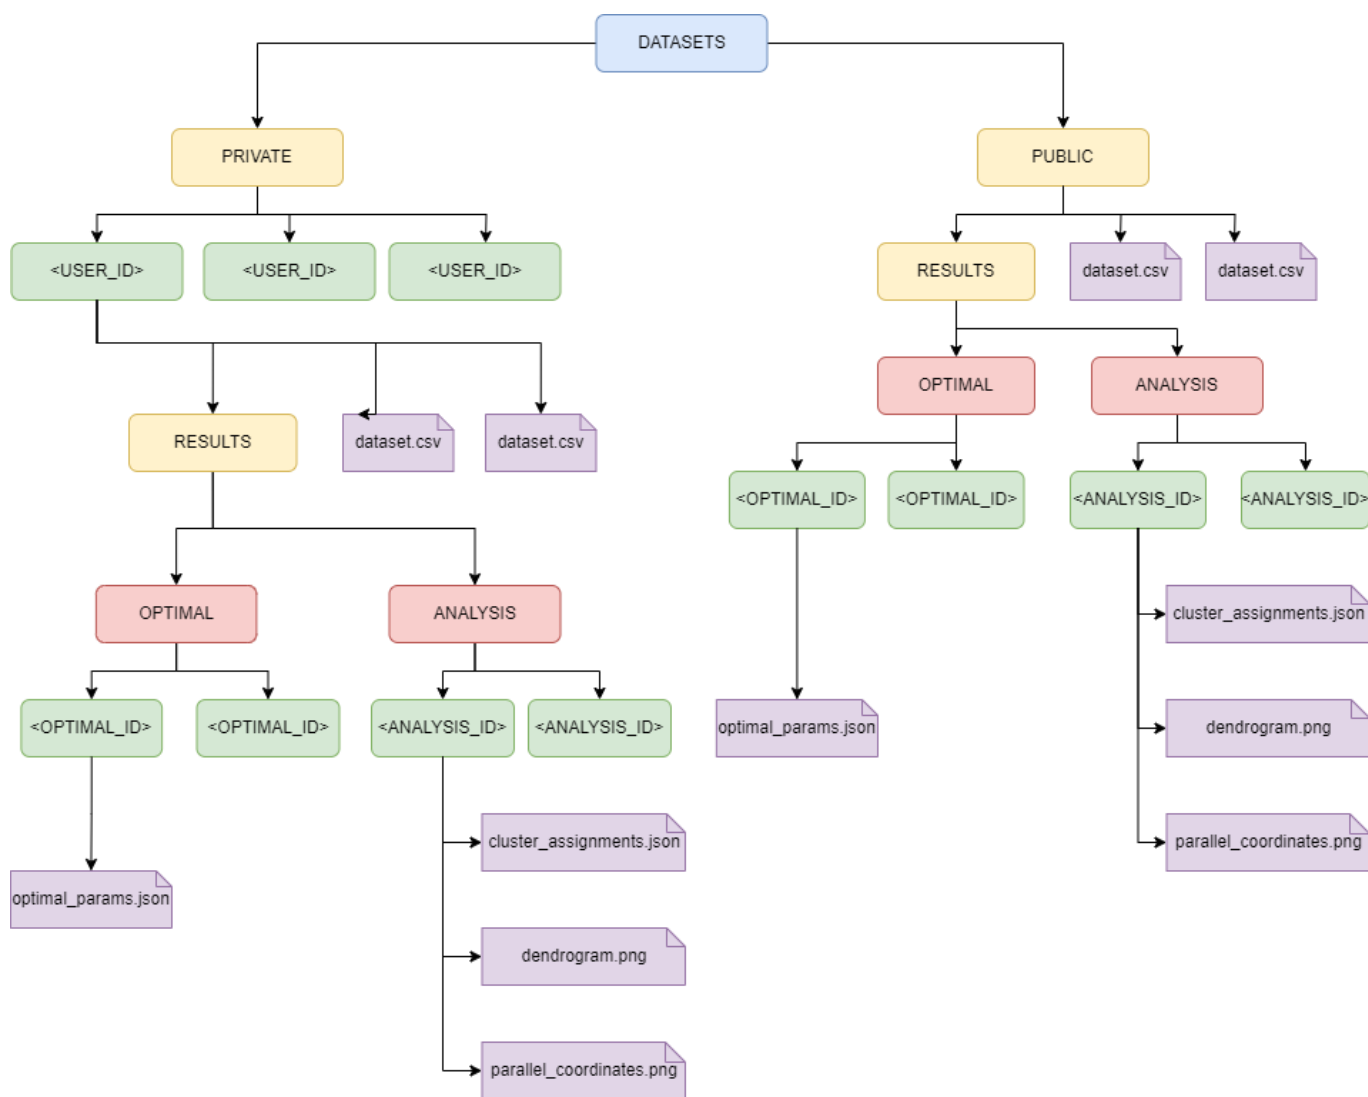 DATASETS
PRIVATE
PUBLIC
<USER_ID>
<USER_ID>
<USER_ID>
RESULTS
dataset.csv
dataset.csv
OPTIMAL
ANALYSIS
RESULTS
dataset.csv
dataset.csv
<OPTIMAL_ID>
<OPTIMAL_ID>
<ANALYSIS_ID>
<ANALYSIS_ID>
OPTIMAL
ANALYSIS
cluster_assignments.json
<OPTIMAL_ID>
<OPTIMAL_ID>
<ANALYSIS_ID>
<ANALYSIS_ID>
optimal_params.json
dendrogram.png
cluster_assignments.json
parallel_coordinates.png
optimal_params.json
dendrogram.png
parallel_coordinates.png